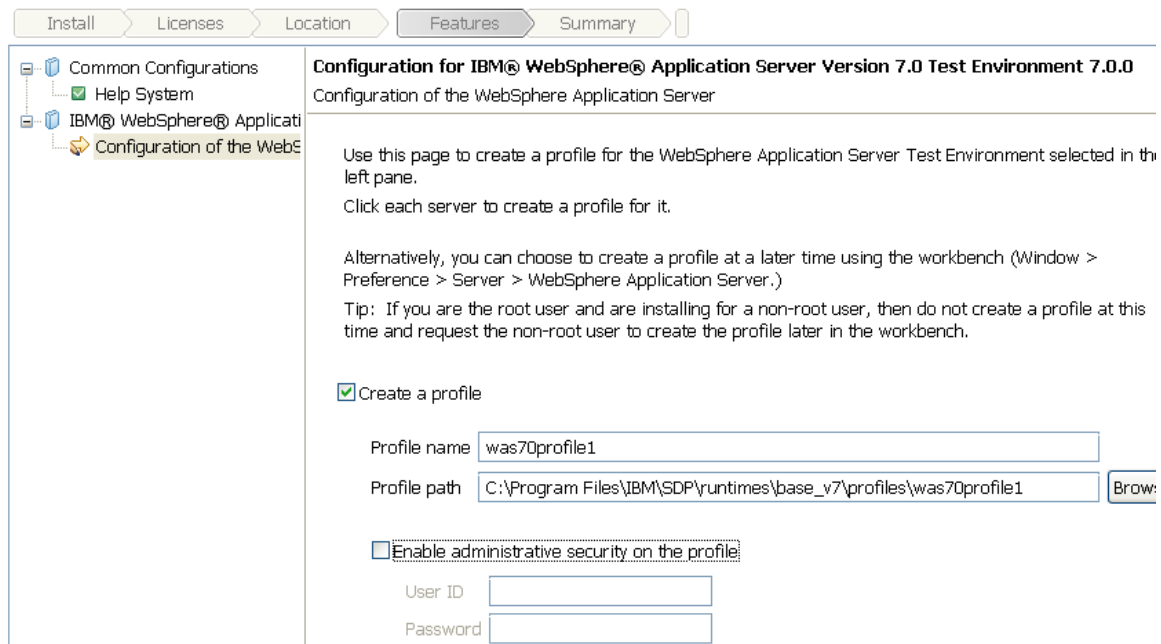 Install
Licenses
Location
Features
Summary
Common Configurations
Help System
IBM® WebSphere® Applicati
Configuration of the WebS
Configuration for IBM® WebSphere® Application Server Version 7.0 Test Environment 7.0.0
Configuration of the WebSphere Application Server
Use this page to create a profile for the WebSphere Application Server Test Environment selected in the
left pane.
Click each server to create a profile for it.
Alternatively, you can choose to create a profile at a later time using the workbench (Window >
Preference > Server > WebSphere Application Server.)
Tip: If you are the root user and are installing for a non-root user, then do not create a profile at this
time and request the non-root user to create the profile later in the workbench.
Create a profile
Profile name was70profile1
Profile path C:\Program Files\IBM\SDP\runtimes\base_v7\profiles\was70profile1 Brows
Enable administrative security on the profile
User ID
Password